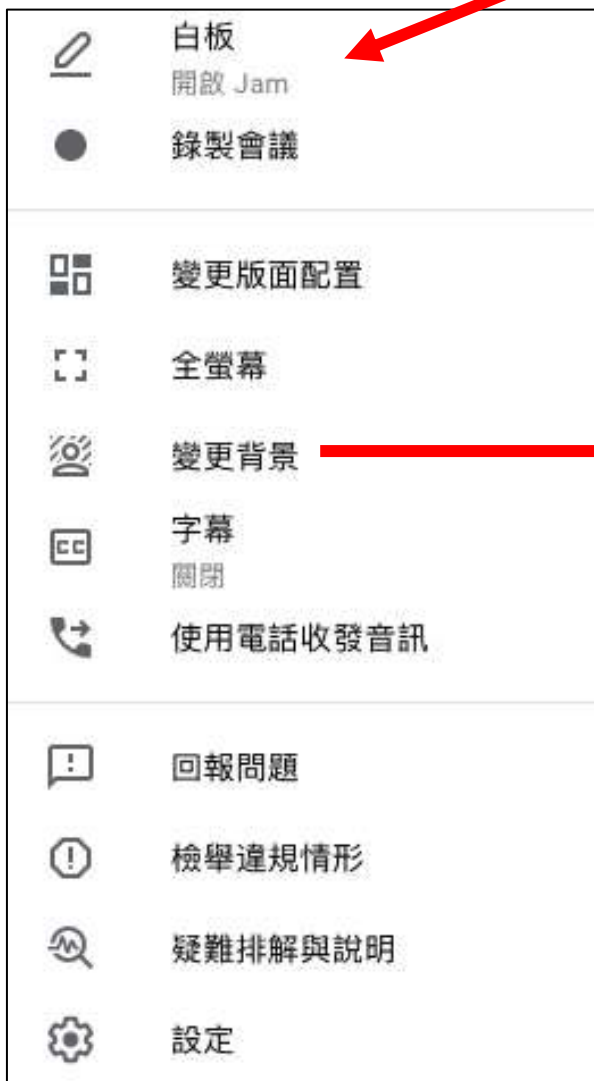 白板
開啟 Jam
錄製會議
變更版面配置
全螢幕
變更背景
字幕
關閉
使用電話收發音訊
回報問題
檢舉違規情形
疑難排解與說明
設定